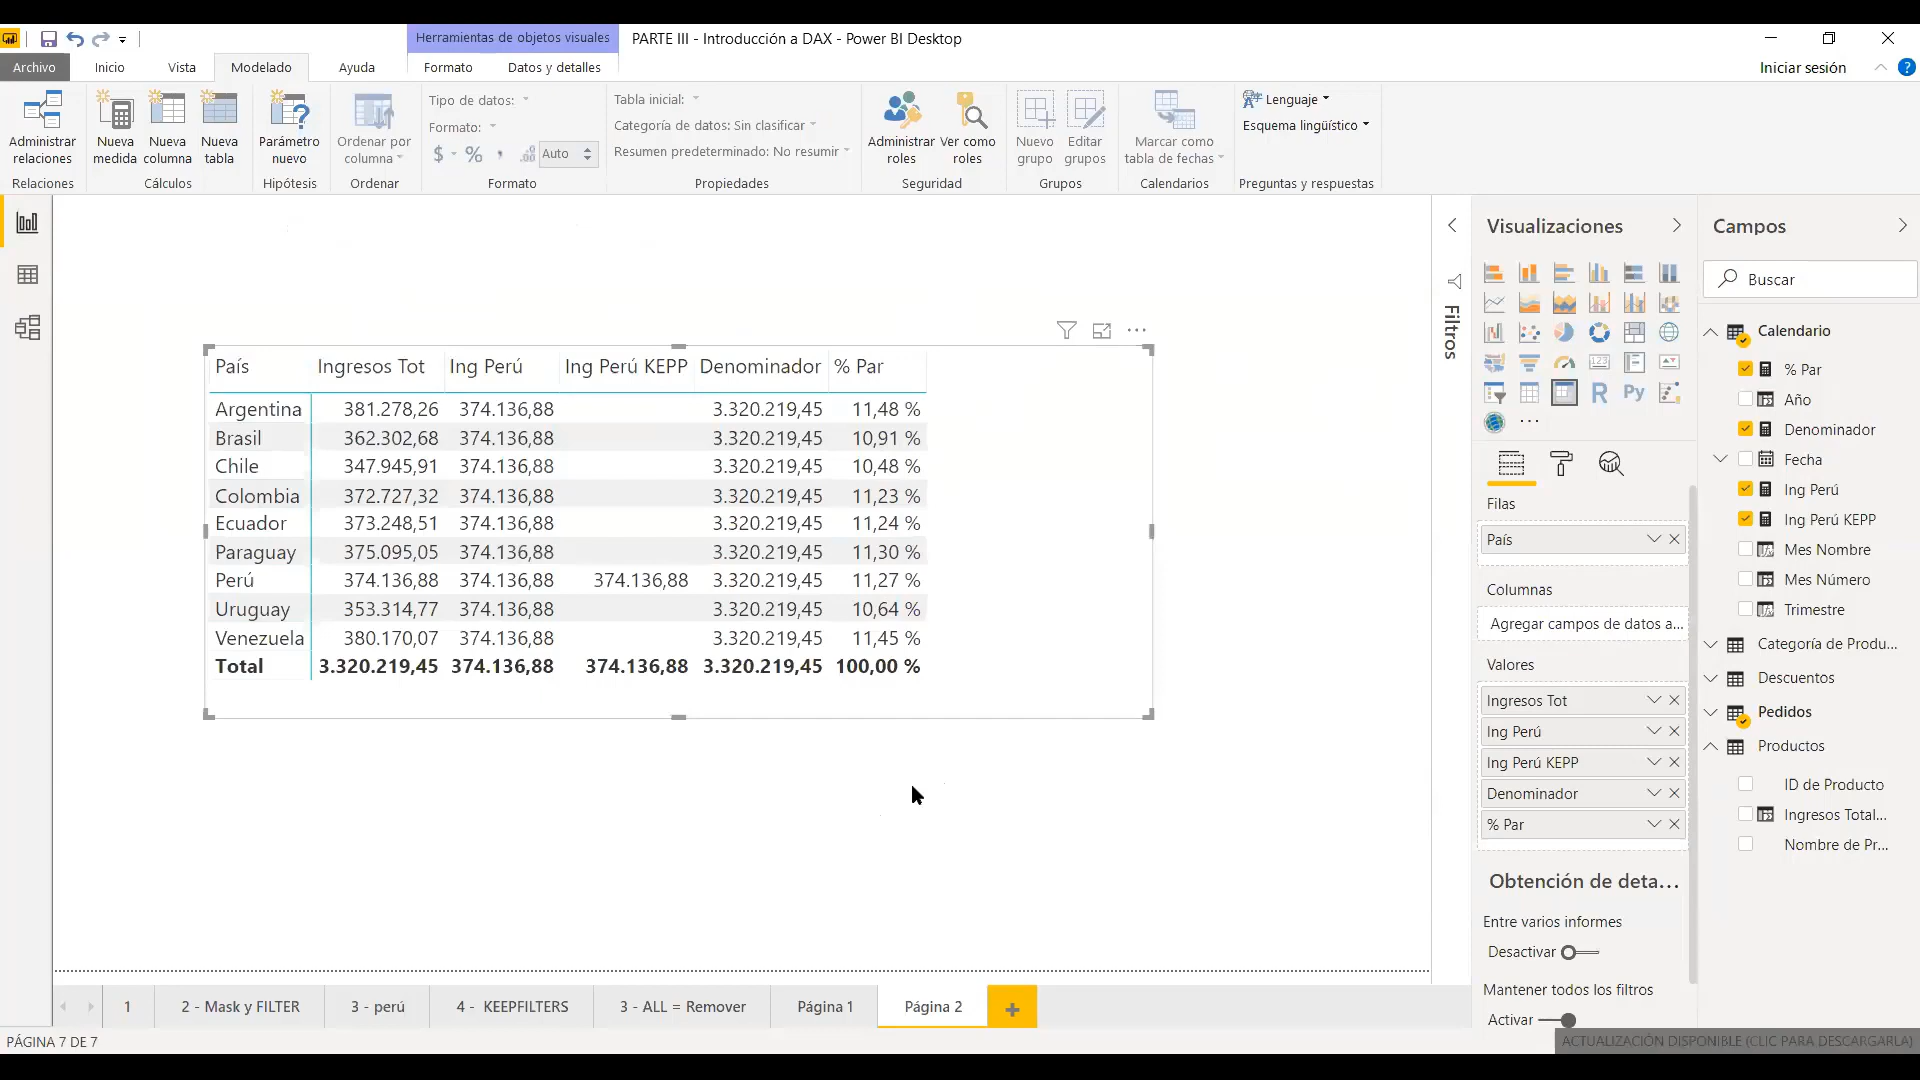 Herramientas de objetos visuales
PARTE III - Introducción a DAX - Power BI Desktop
Archivo
Inicio
Vista
Modelado
Ayuda
Formato
Datos y detalles
Iniciar sesión
?
Administrar relaciones
Relaciones
Nueva medida
Nueva columna
Nueva tabla
Cálculos
Parámetro nuevo
Hipótesis
Ordenar por columna
Ordenar
Tipo de datos:
Formato:
$ % , Auto
Formato
Tabla inicial:
Categoría de datos: Sin clasificar
Resumen predeterminado: No resumir
Propiedades
Administrar roles
Ver como roles
Seguridad
Nuevo grupo
Editar grupos
Grupos
Marcar como tabla de fechas
Calendarios
Lenguaje
Esquema lingüístico
Preguntas y respuestas
País Ingresos Tot Ing Perú Ing Perú KEPP Denominador % Par
Argentina 381.278,26 374.136,88 3.320.219,45 11,48 %
Brasil 362.302,68 374.136,88 3.320.219,45 10,91 %
Chile 347.945,91 374.136,88 3.320.219,45 10,48 %
Colombia 372.727,32 374.136,88 3.320.219,45 11,23 %
Ecuador 373.248,51 374.136,88 3.320.219,45 11,24 %
Paraguay 375.095,05 374.136,88 3.320.219,45 11,30 %
Perú 374.136,88 374.136,88 374.136,88 3.320.219,45 11,27 %
Uruguay 353.314,77 374.136,88 3.320.219,45 10,64 %
Venezuela 380.170,07 374.136,88 3.320.219,45 11,45 %
Total 3.320.219,45 374.136,88 374.136,88 3.320.219,45 100,00 %
Filtros
Visualizaciones
123
R
Py
Filas
País
Columnas
Agregar campos de datos a...
Valores
Ingresos Tot
Ing Perú
Ing Perú KEPP
Denominador
% Par
Obtención de deta...
Entre varios informes
Desactivar
Mantener todos los filtros
Activar
Campos
Buscar
Calendario
% Par
Año
Denominador
Fecha
Ing Perú
Ing Perú KEPP
Mes Nombre
Mes Número
Trimestre
Categoría de Produ...
Descuentos
Pedidos
Productos
ID de Producto
Ingresos Total...
Nombre de Pr...
1
2 - Mask y FILTER
3 - perú
4 - KEEPFILTERS
3 - ALL = Remover
Página 1
Página 2
+
PÁGINA 7 DE 7
ACTUALIZACIÓN DISPONIBLE (CLIC PARA DESCARGARLA)